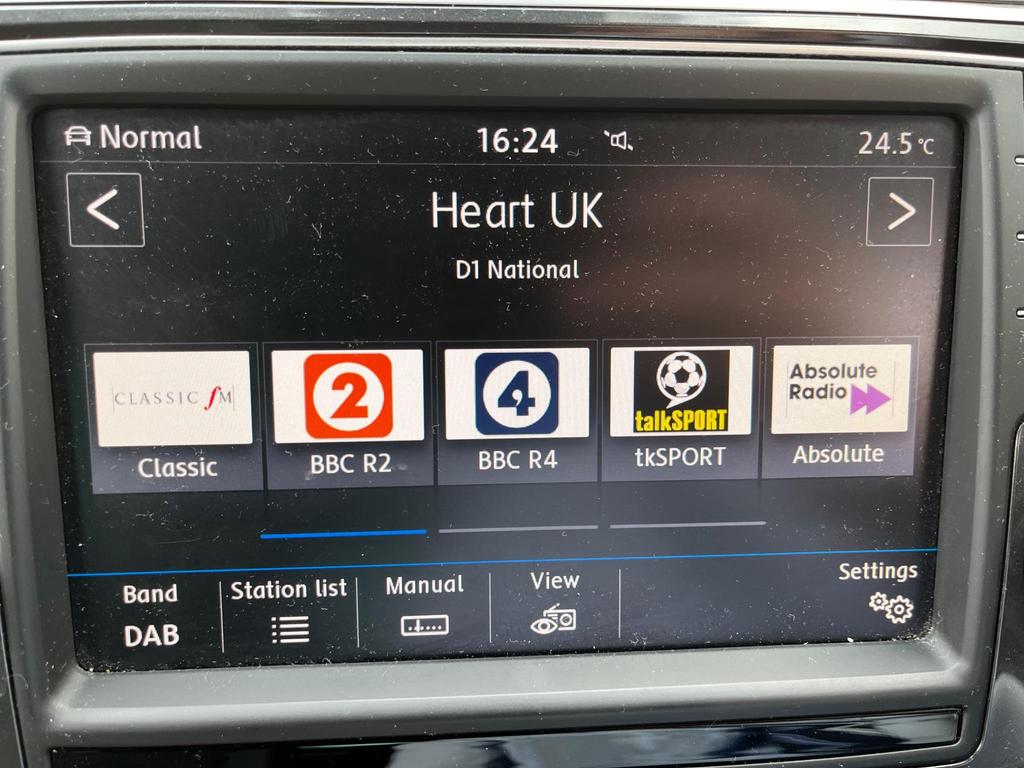 Normal
16:24
24.5°C
<
Heart UK
>
D1 National
CLASSIC fM
2
4
talkSPORT
Absolute
Radio
Classic
BBC R2
BBC R4
tkSPORT
Absolute
Band
Station list
Manual
View
Settings
DAB